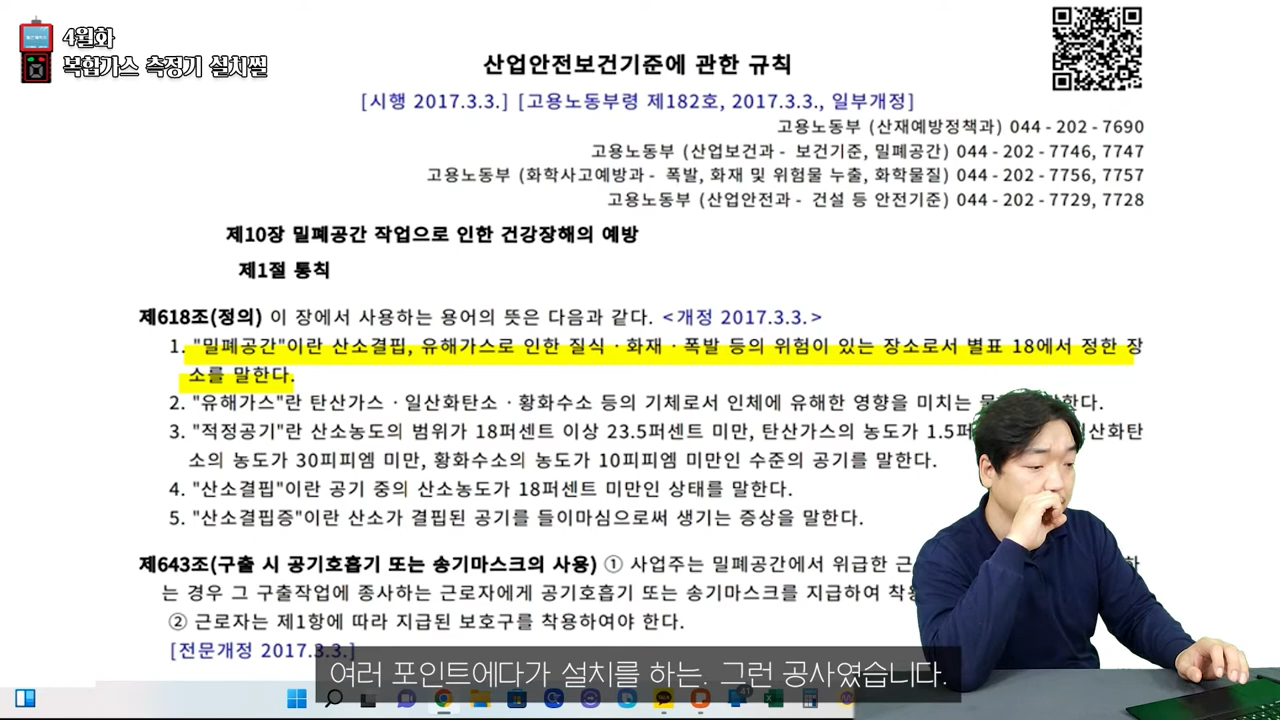 4월화
복합가스 측정기 설치썰
산업안전보건기준에 관한 규칙
[시행 2017.3.3.] [고용노동부령 제182호, 2017.3.3., 일부개정]
고용노동부 (산재예방정책과) 044 - 202 - 7690
고용노동부 (산업보건과 - 보건기준, 밀폐공간) 044 - 202 - 7746, 7747
고용노동부 (화학사고예방과 - 폭발, 화재 및 위험물 누출, 화학물질) 044 - 202 - 7756, 7757
고용노동부 (산업안전과 - 건설 등 안전기준) 044 - 202 - 7729, 7728
제10장 밀폐공간 작업으로 인한 건강장해의 예방
제1절 통칙
제618조(정의) 이 장에서 사용하는 용어의 뜻은 다음과 같다. <개정 2017.3.3.>
1. "밀폐공간"이란 산소결핍, 유해가스로 인한 질식ㆍ화재ㆍ폭발 등의 위험이 있는 장소로서 별표 18에서 정한 장
소를 말한다.
2. "유해가스"란 탄산가스ㆍ일산화탄소ㆍ황화수소 등의 기체로서 인체에 유해한 영향을 미치는 한다.
3. "적정공기"란 산소농도의 범위가 18퍼센트 이상 23.5퍼센트 미만, 탄산가스의 농도가 1.5퍼 산화탄
소의 농도가 30피피엠 미만, 황화수소의 농도가 10피피엠 미만인 수준의 공기를 말한다.
4. "산소결핍"이란 공기 중의 산소농도가 18퍼센트 미만인 상태를 말한다.
5. "산소결핍증"이란 산소가 결핍된 공기를 들이마심으로써 생기는 증상을 말한다.
제643조(구출 시 공기호흡기 또는 송기마스크의 사용) ① 사업주는 밀폐공간에서 위급한 근
는 경우 그 구출작업에 종사하는 근로자에게 공기호흡기 또는 송기마스크를 지급하여 착용
② 근로자는 제1항에 따라 지급된 보호구를 착용하여야 한다.
[전문개정 2017.3.3.]
여러 포인트에다가 설치를 하는. 그런 공사였습니다.